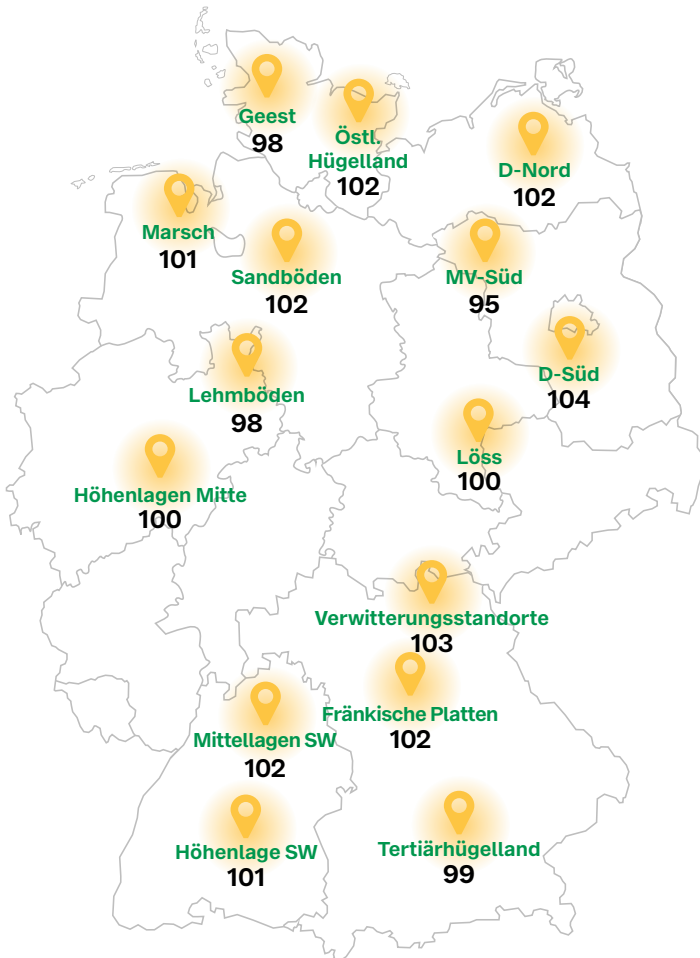 Geest
98
Östl.
Hügelland
102
D-Nord
102
Marsch
101
Sandböden
102
MV-Süd
95
D-Süd
104
Lehmböden
98
Löss
100
Höhenlagen Mitte
100
Verwitterungsstandorte
103
Fränkische Platten
102
Mittellagen SW
102
Höhenlage SW
101
Tertiärhügelland
99